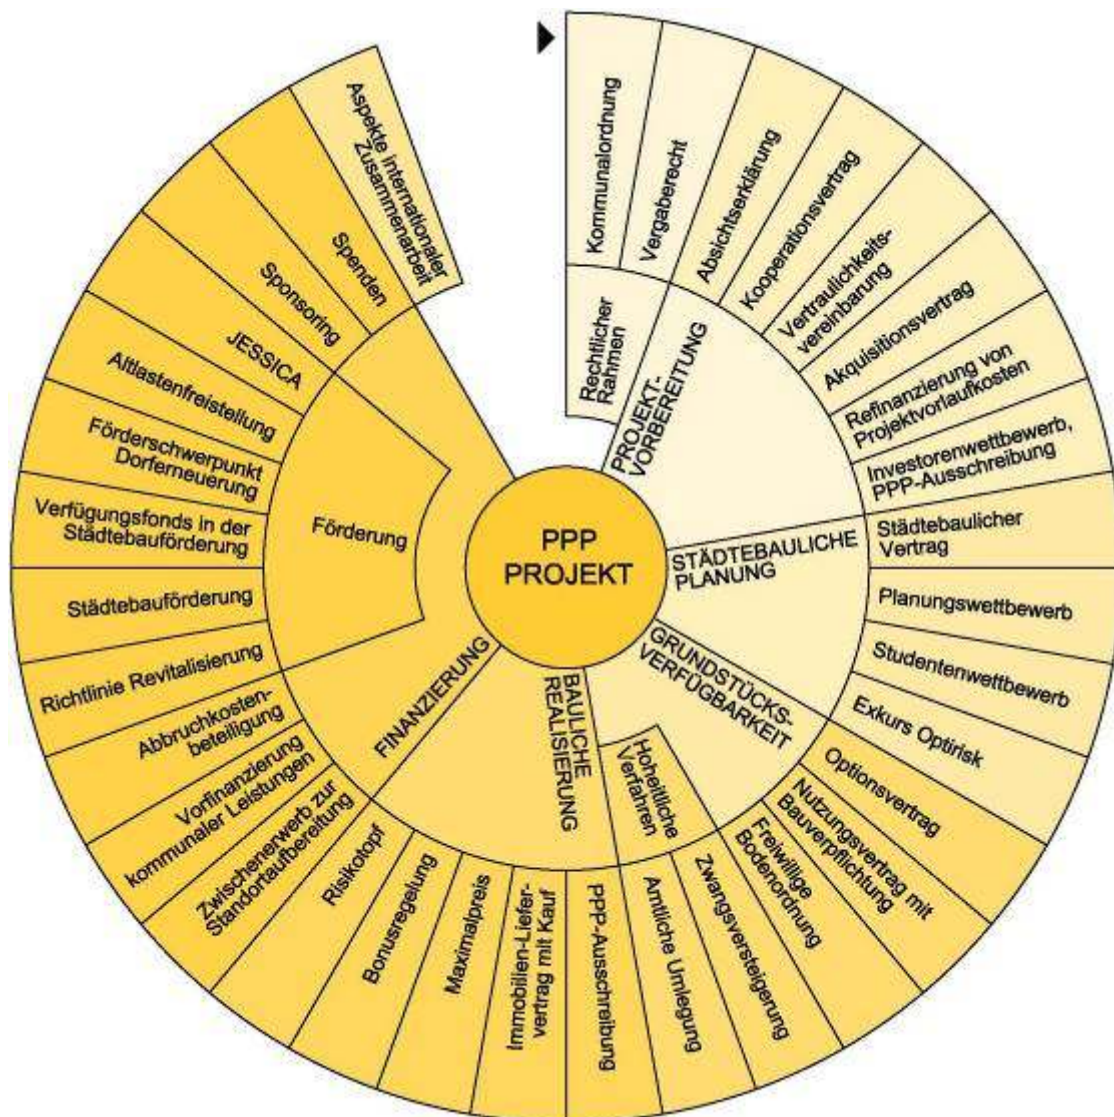 PPP
PROJEKT
Rechtlicher
Rahmen
Kommunalordnung
Vergaberecht
PROJEKT-
VORBEREITUNG
Absichtserklärung
Kooperationsvertrag
Vertraulichkeits-
vereinbarung
Akquisitionsvertrag
Refinanzierung von
Projektvorlaufkosten
Investorenwettbewerb,
PPP-Ausschreibung
STÄDTEBAULICHE
PLANUNG
Städtebaulicher
Vertrag
Planungswettbewerb
Studentenwettbewerb
Exkurs Optirisk
GRUNDSTÜCKS-
VERFÜGBARKEIT
Optionsvertrag
Nutzungsvertrag mit
Bauverpflichtung
Freiwillige
Bodenordnung
Hoheitliche
Verfahren
Zwangsversteigerung
Amtliche Umlegung
BAULICHE
REALISIERUNG
PPP-Ausschreibung
Immobilien-Liefer-
vertrag mit Kauf
Maximalpreis
Bonusregelung
Risikotopf
FINANZIERUNG
Zwischenerwerb zur
Standortaufbereitung
Vorfinanzierung
kommunaler Leistungen
Abbruchkosten-
beteiligung
Förderung
Richtlinie Revitalisierung
Städtebauförderung
Verfügungsfonds in der
Städtebauförderung
Förderschwerpunkt
Dorferneuerung
Altlastenfreistellung
JESSICA
Sponsoring
Spenden
Aspekte internationaler
Zusammenarbeit